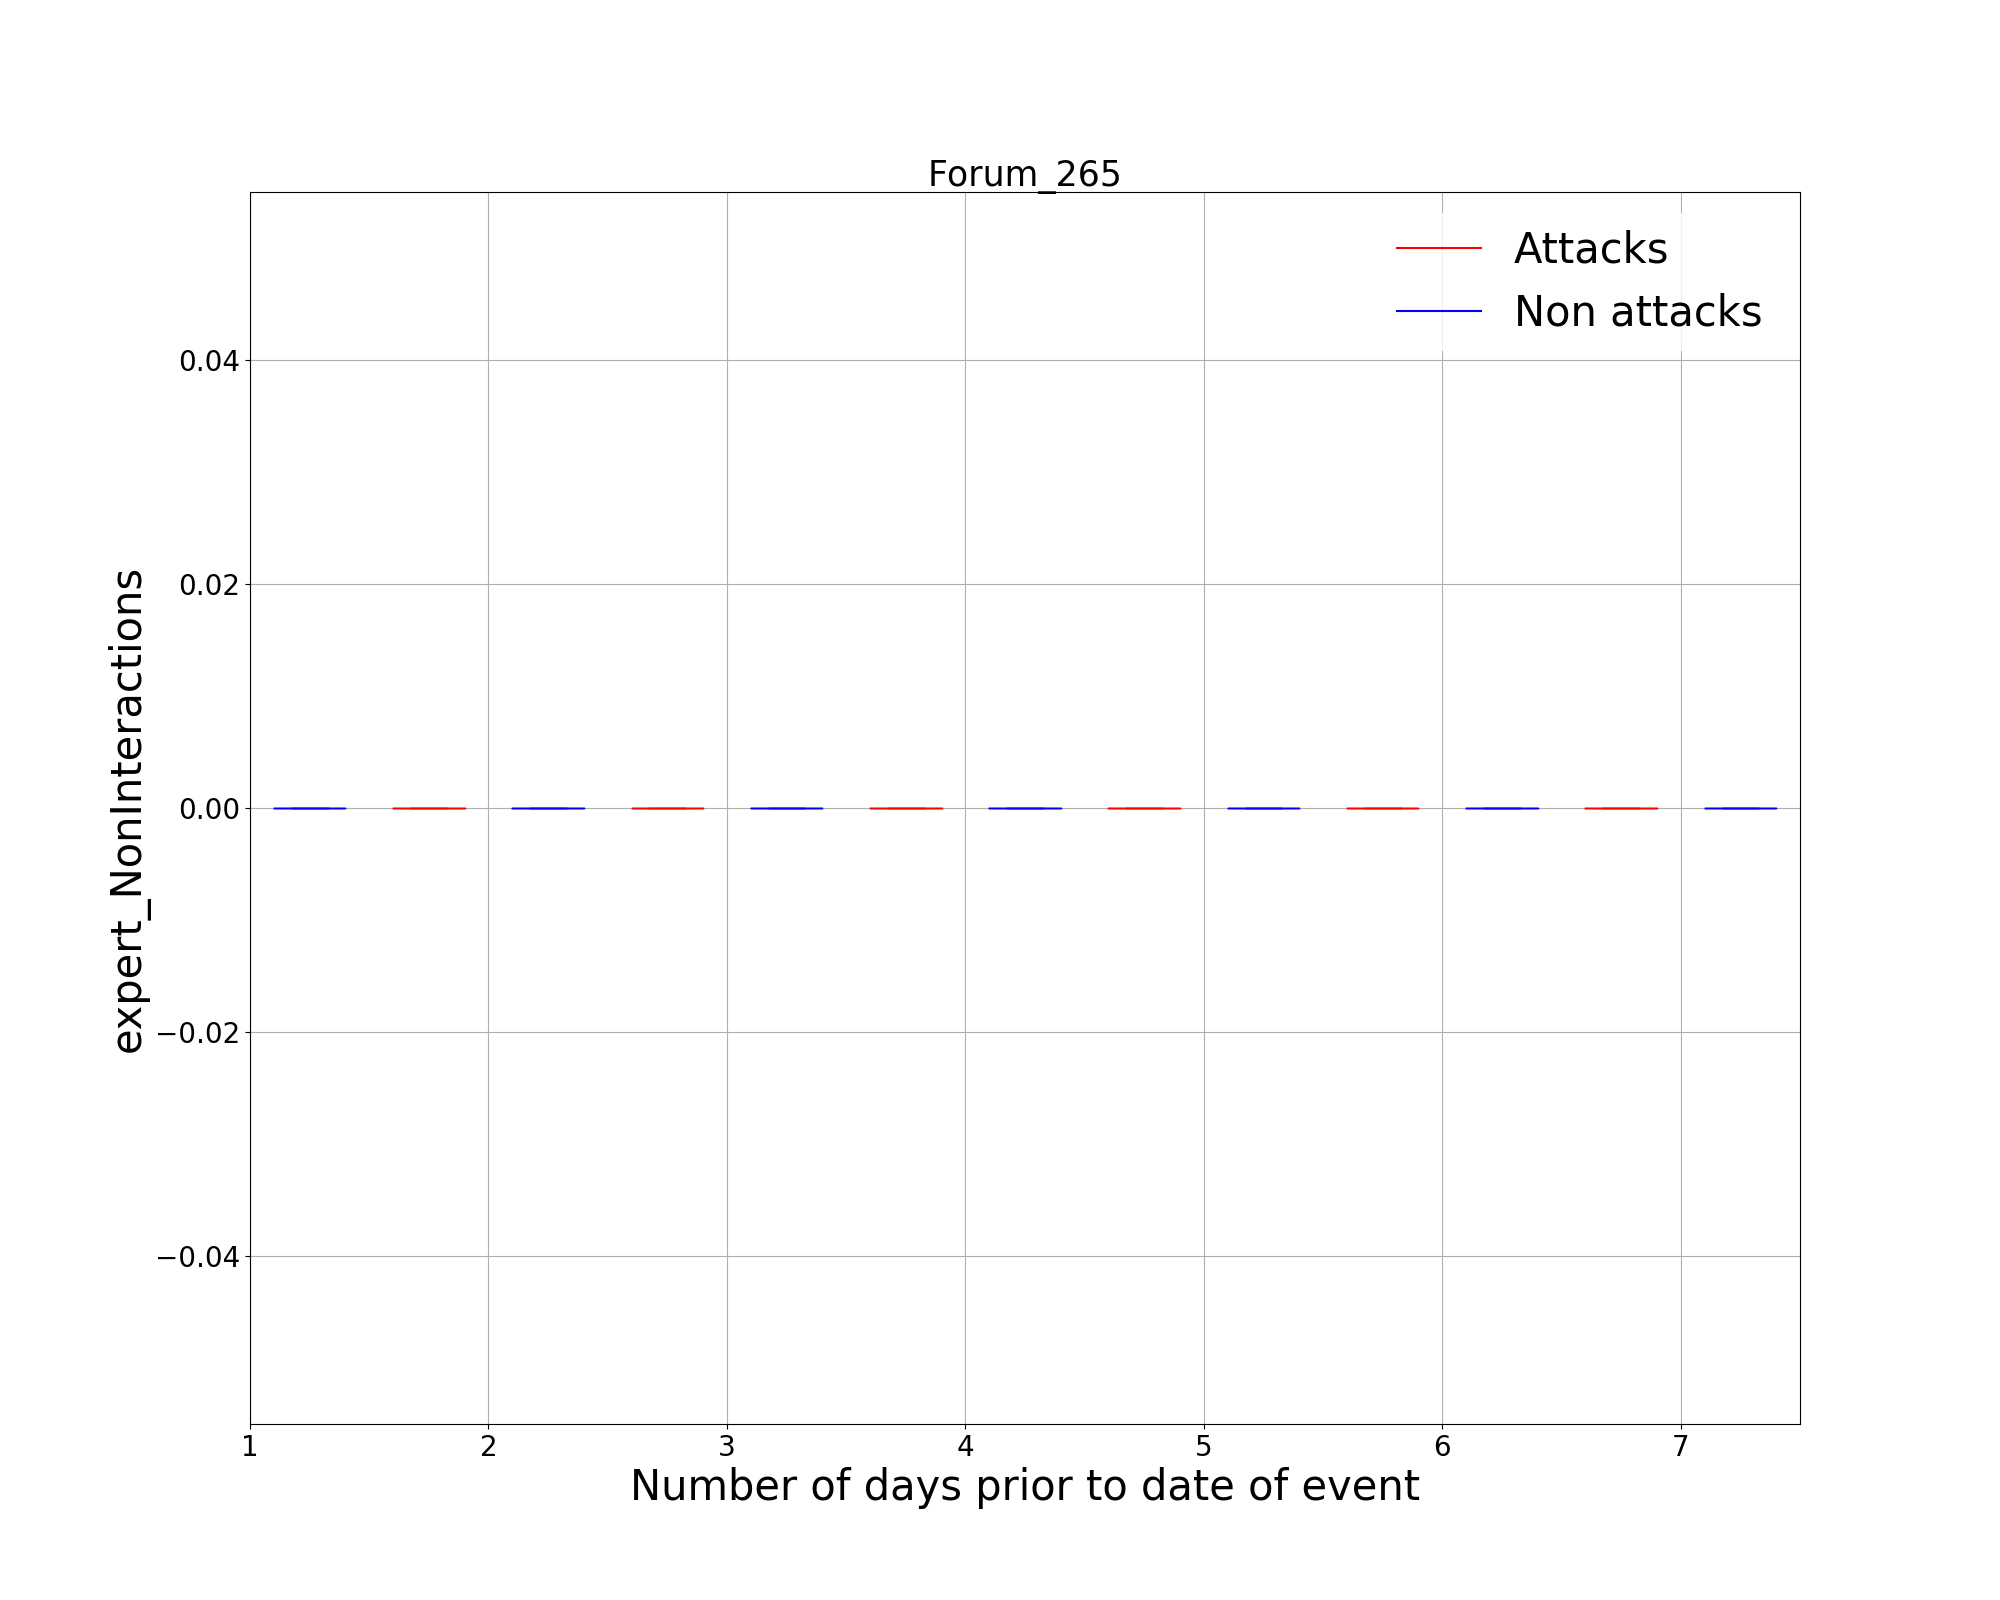 Forum_265
Attacks
Non attacks
expert_NonInteractions
0.04
0.02
0.00
−0.02
−0.04
1 2 3 4 5 6 7
Number of days prior to date of event